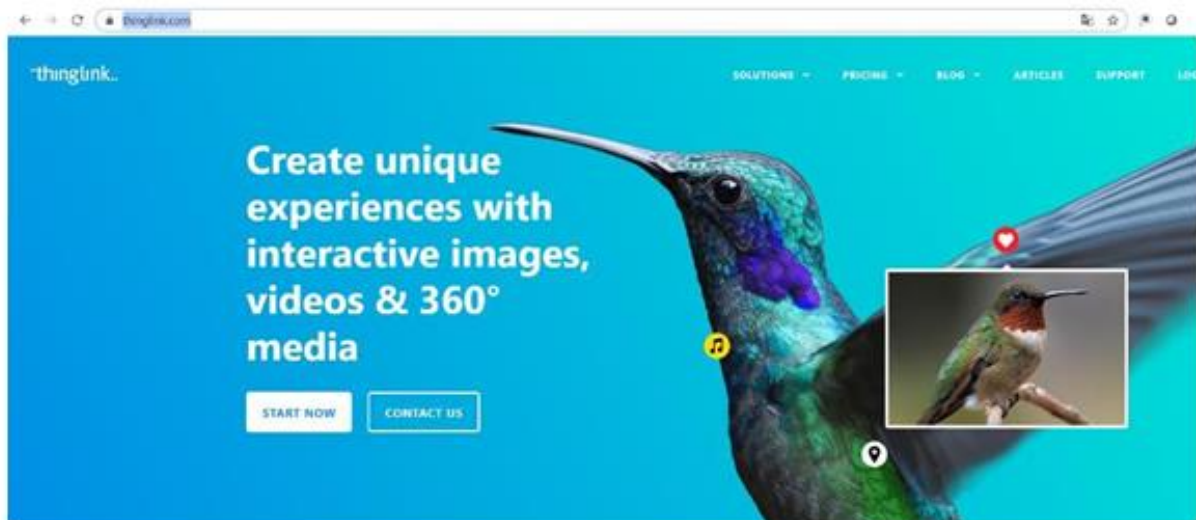 thinglink.com
thinglink..
SOLUTIONS PRICING BLOG ARTICLES SUPPORT
Create unique
experiences with
interactive images,
videos & 360°
media
START NOW CONTACT US